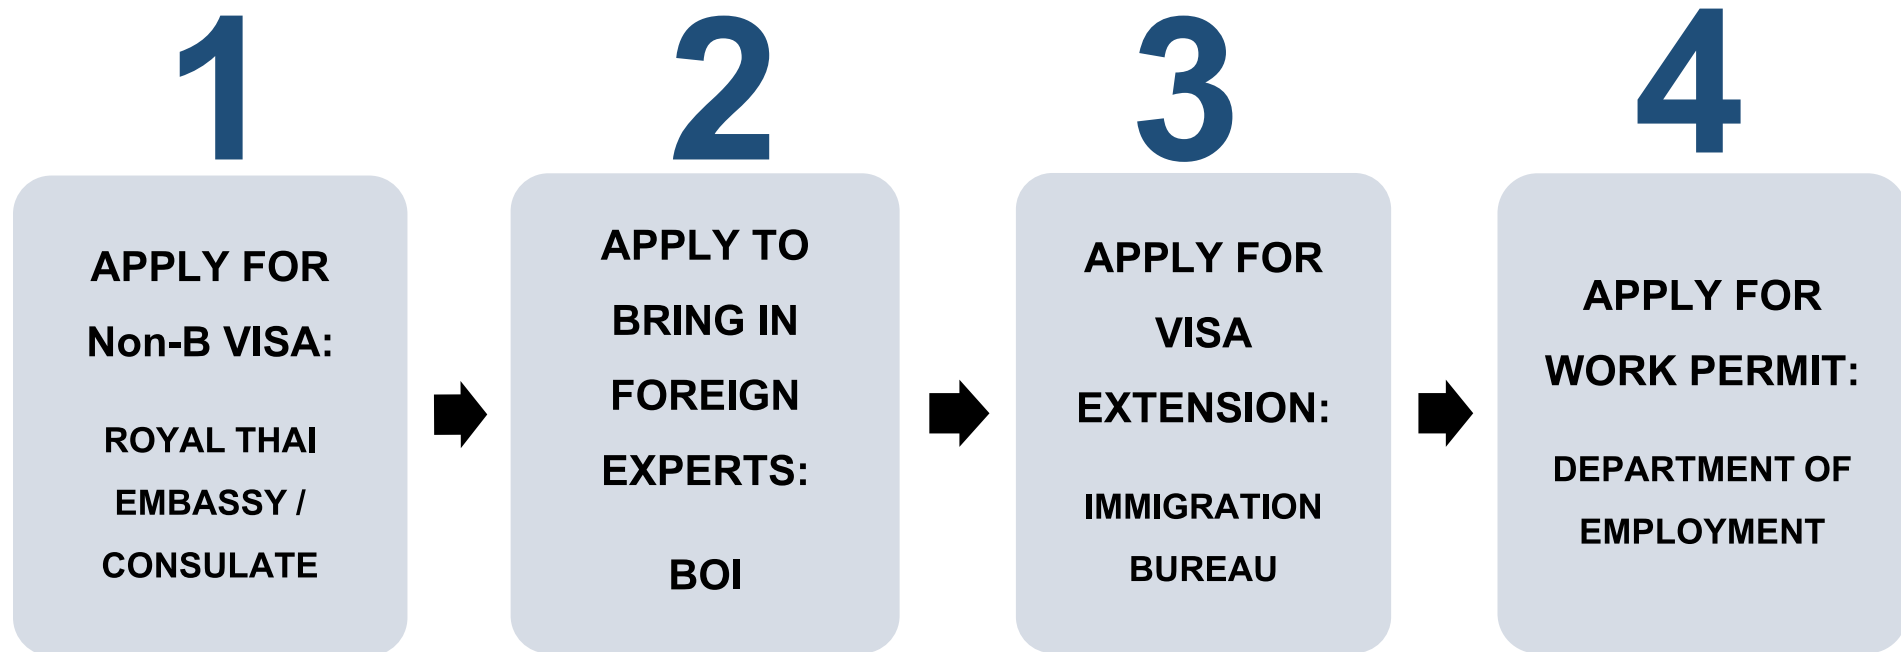 1
APPLY FOR
Non-B VISA:
ROYAL THAI
EMBASSY /
CONSULATE
2
APPLY TO
BRING IN
FOREIGN
EXPERTS:
BOI
3
APPLY FOR
VISA
EXTENSION:
IMMIGRATION
BUREAU
4
APPLY FOR
WORK PERMIT:
DEPARTMENT OF
EMPLOYMENT